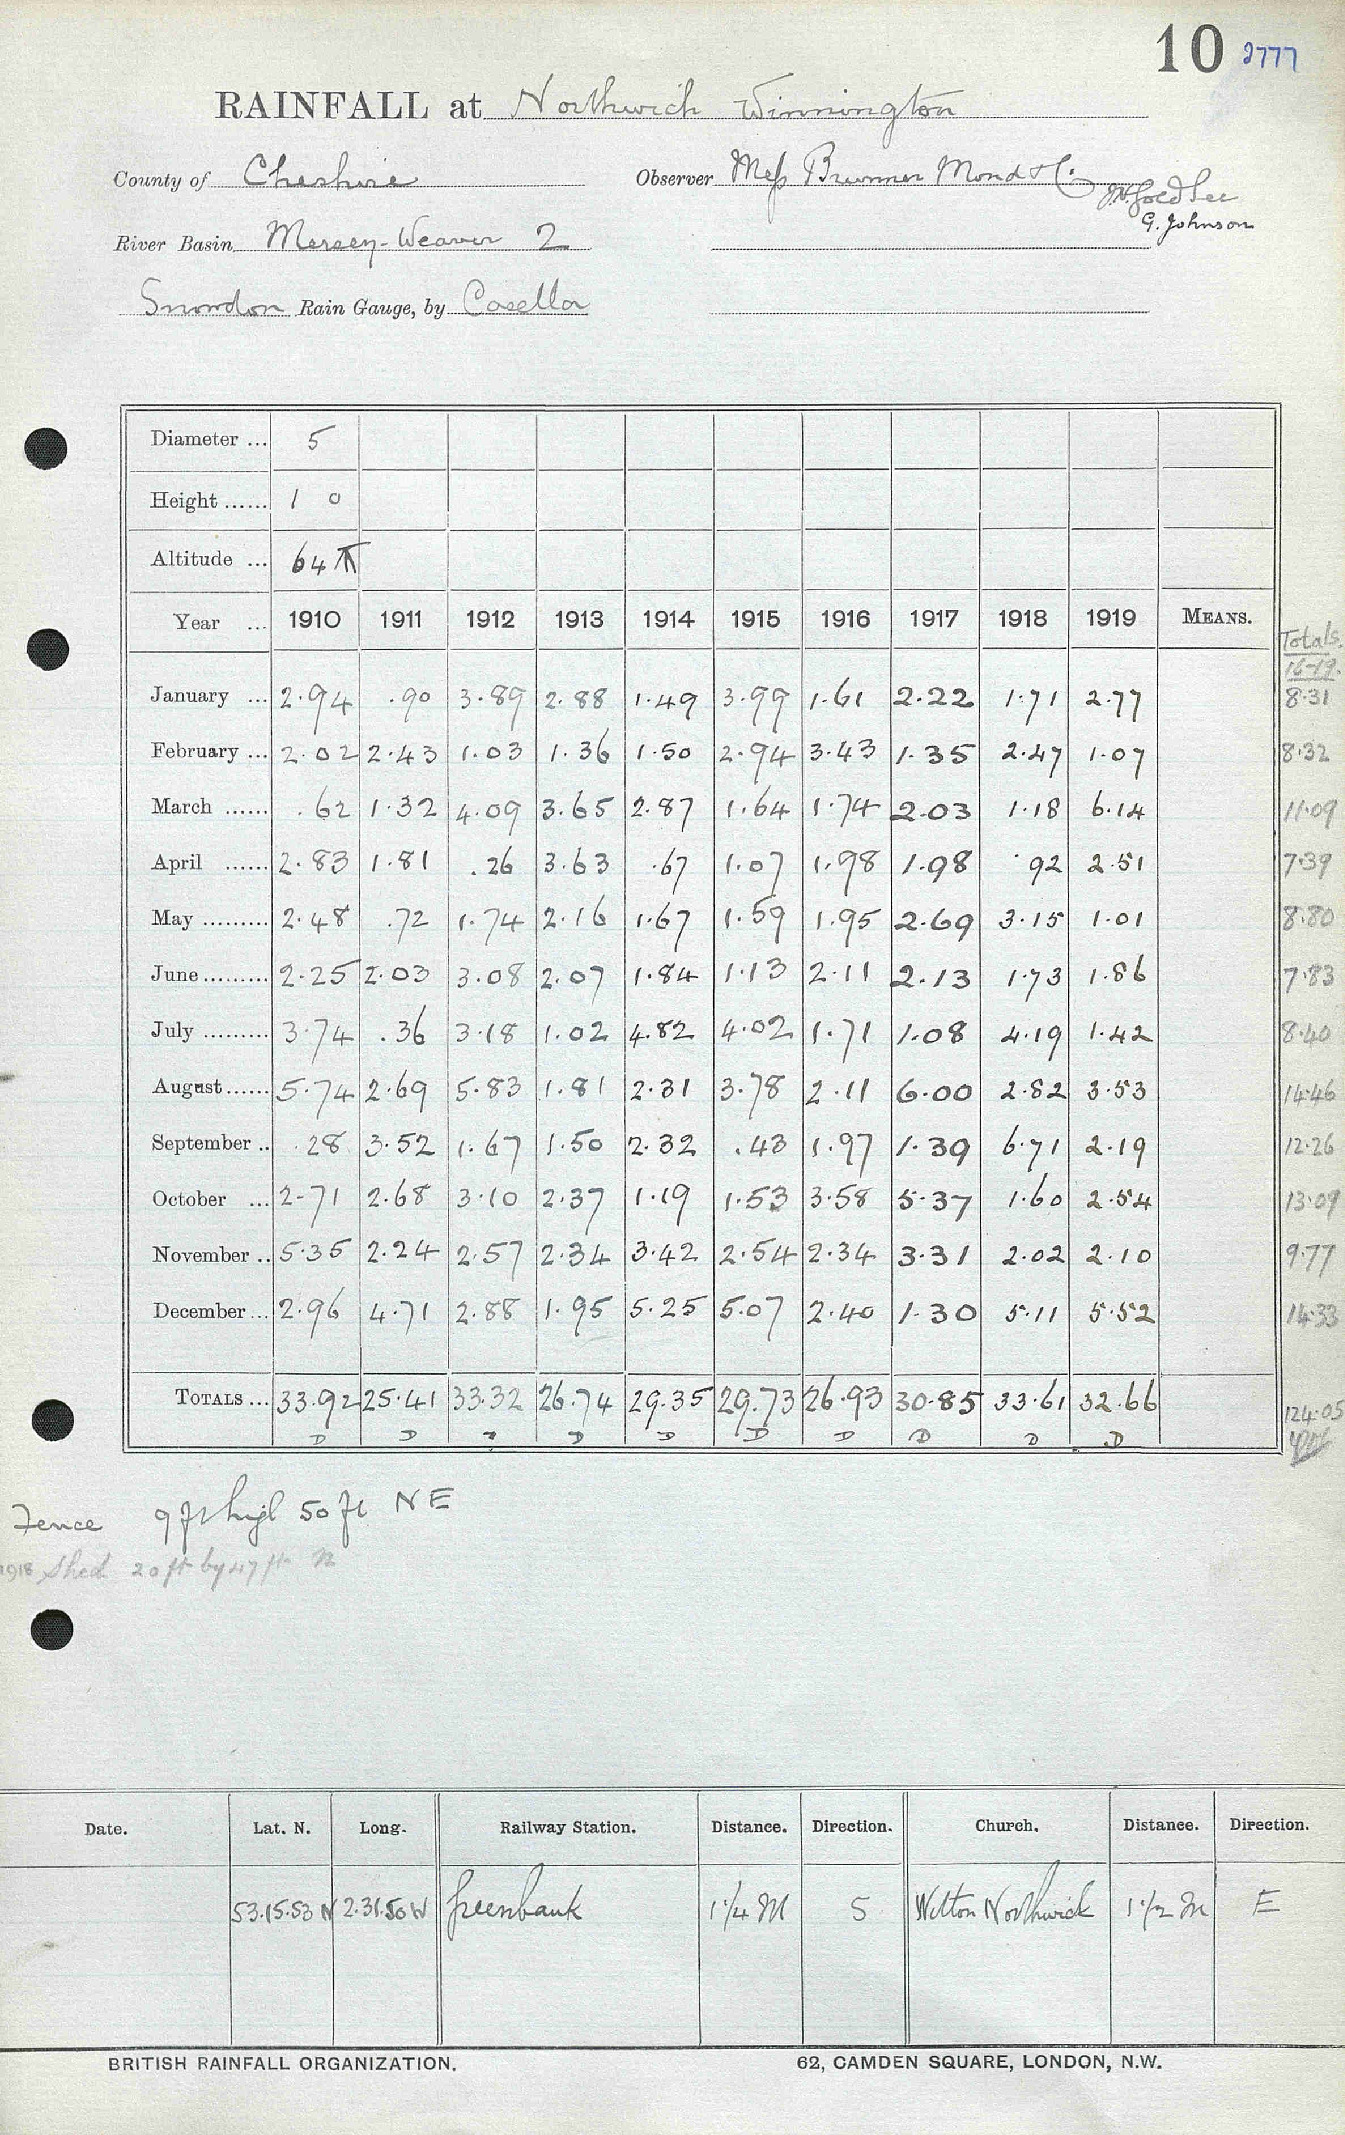 10 2777
RAINFALL at Northwich Winnington
County of Cheshire Observer Mess Brunner Mond & Co.
G. Johnson
River Basin Mersey-Weaver 2
Snowdon Rain Gauge, by Casella
Diameter ... 5
Height ...... 1 0
Altitude ... 64 ft
Year ... 1910 1911 1912 1913 1914 1915 1916 1917 1918 1919 MEANS. Totals
16-19.
January ... 2.94 .90 3.89 2.88 1.49 3.99 1.61 2.22 1.71 2.77 8.31
February ... 2.02 2.43 1.03 1.36 1.50 2.94 3.43 1.35 2.47 1.07 8.32
March ...... .62 1.32 4.09 3.65 2.87 1.64 1.74 2.03 1.18 6.14 11.09
April ...... 2.83 1.81 .26 3.63 .67 1.07 1.98 1.98 .92 2.51 7.39
May ......... 2.48 .72 1.74 2.16 1.67 1.59 1.95 2.69 3.15 1.01 8.80
June ......... 2.25 2.03 3.08 2.07 1.84 1.13 2.11 2.13 1.73 1.86 7.83
July ......... 3.74 .36 3.18 1.02 4.82 4.02 1.71 1.08 4.19 1.42 8.40
August ...... 5.74 2.69 5.83 1.81 2.31 3.78 2.11 6.00 2.82 3.53 14.46
September .. .28 3.52 1.67 1.50 2.32 .43 1.97 1.39 6.71 2.19 12.26
October ... 2.71 2.68 3.10 2.37 1.19 1.53 3.58 5.37 1.60 2.54 13.09
November .. 5.35 2.24 2.57 2.34 3.42 2.54 2.34 3.31 2.02 2.10 9.77
December ... 2.96 4.71 2.88 1.95 5.25 5.07 2.40 1.30 5.11 5.52 14.33
TOTALS ... 33.92 25.41 33.32 26.74 29.35 29.73 26.93 30.85 33.61 32.66 124.05
D D D D D D D D D D
Fence 9 ft high 50 ft NE
1918 Shed 20 ft by 47 ft N
Date. Lat. N. Long. Railway Station. Distance. Direction. Church. Distance. Direction.
53.15.53 N 2.31.50 W Greenbank 1 1/4 M S Witton Northwich 1 1/2 M E
BRITISH RAINFALL ORGANIZATION. 62, CAMDEN SQUARE, LONDON, N.W.